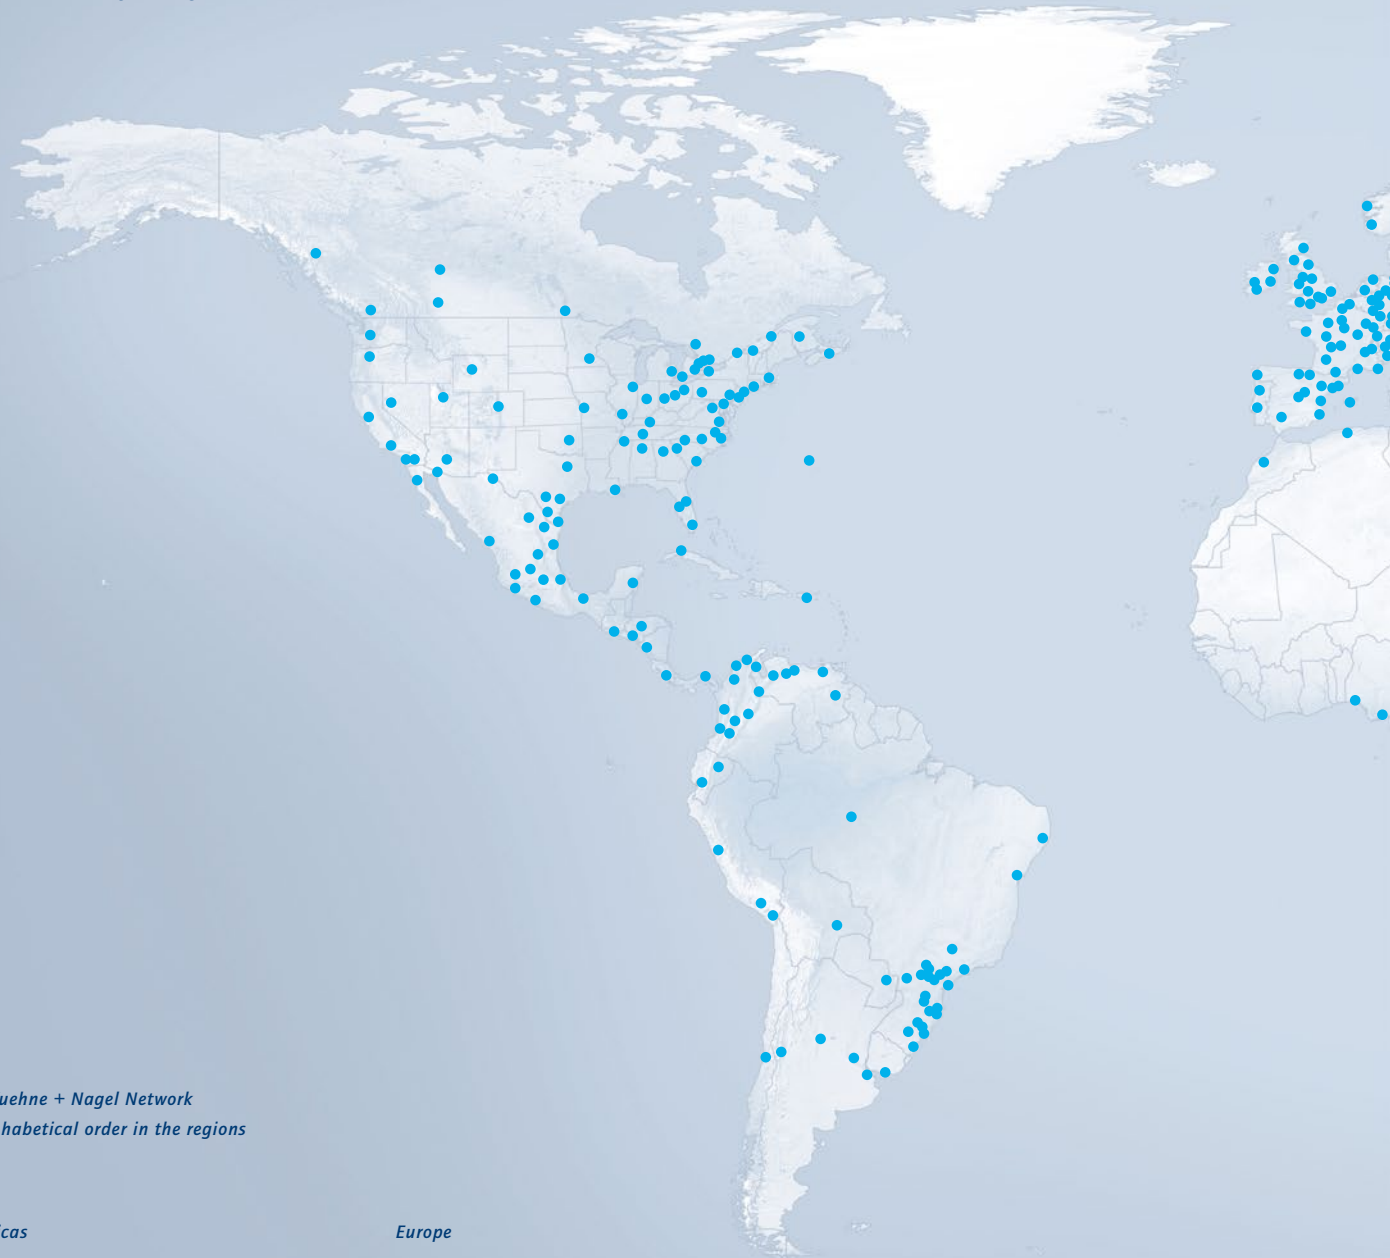 uehne + Nagel Network
habetical order in the regions
icas
Europe